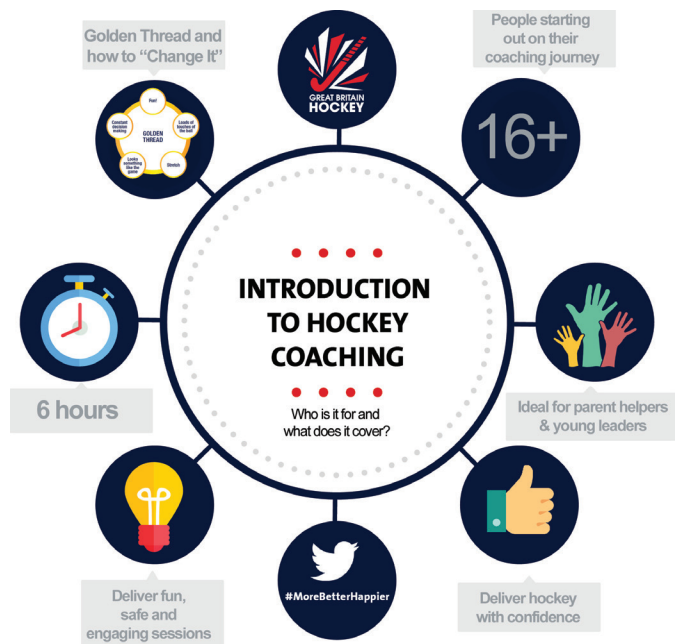 Golden Thread and
how to “Change It”
Fun!
Constant
decision
making
Loads of
touches of
the ball
GOLDEN
THREAD
Looks
something
like the
game
Stretch
GREAT BRITAIN
HOCKEY
People starting
out on their
coaching journey
16+
INTRODUCTION
TO HOCKEY
COACHING
Who is it for and
what does it cover?
6 hours
Ideal for parent helpers
& young leaders
Deliver fun,
safe and
engaging sessions
#MoreBetterHappier
Deliver hockey
with confidence